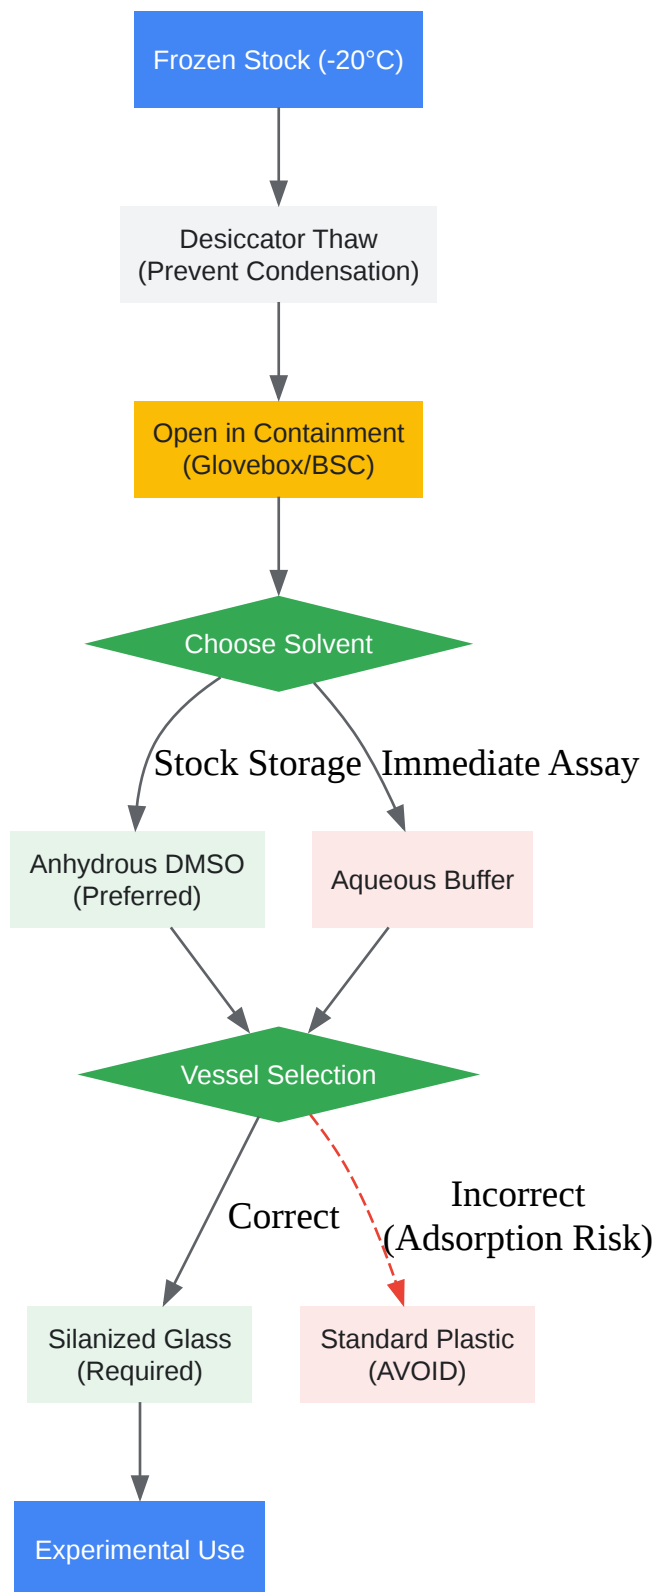 Frozen Stock (-20°C)
Desiccator Thaw
(Prevent Condensation)
Open in Containment
(Glovebox/BSC)
Choose Solvent
Stock Storage
Immediate Assay
Anhydrous DMSO
(Preferred)
Aqueous Buffer
Vessel Selection
Correct
Incorrect
(Adsorption Risk)
Silanized Glass
(Required)
Standard Plastic
(AVOID)
Experimental Use